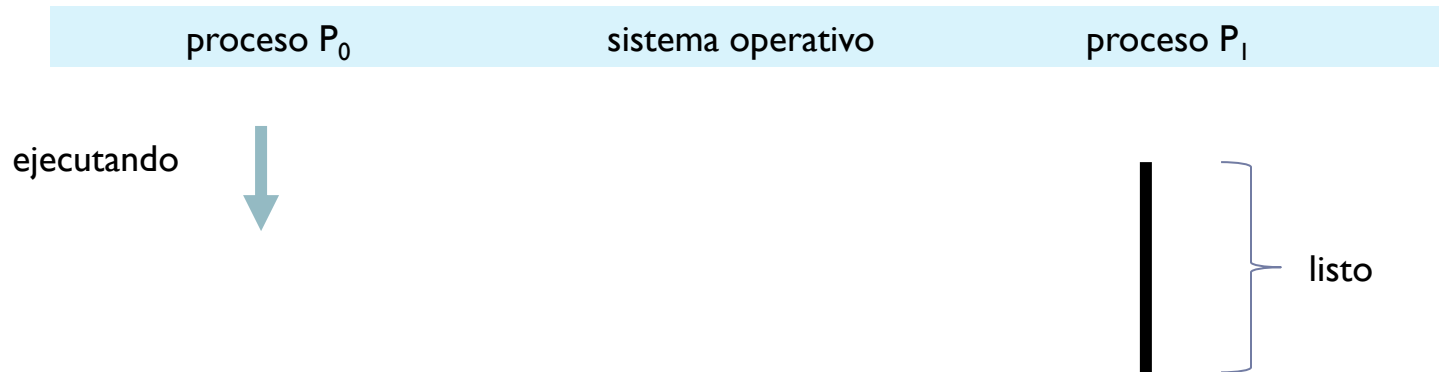 proceso P₀ sistema operativo proceso P₁
ejecutando
listo